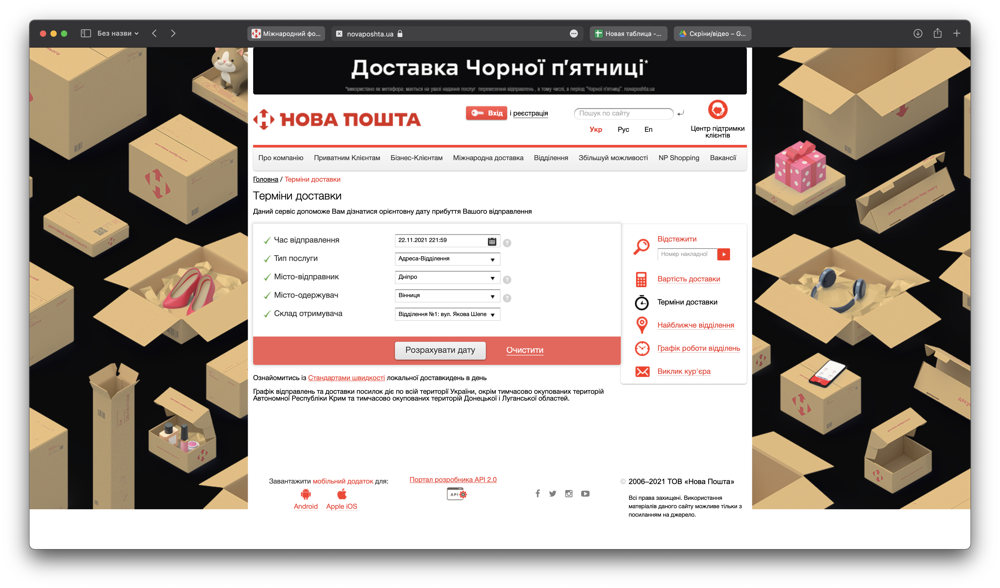 Без назви
Міжнародний фо...
novaposhta.ua
Новая таблица -...
Скріни/відео – G...
Доставка Чорної п'ятниці*
*використано як метафора; мається на увазі надання послуг перевезення відправлень , в тому числі, в період "Чорної п'ятниці". novaposhta.ua
НОВА ПОШТА
Вхід і реєстрація
Пошук по сайту
Укр Рус En
Центр підтримки
клієнтів
Про компанію Приватним Клієнтам Бізнес-Клієнтам Міжнародна доставка Відділення Збільшуй можливості NP Shopping Вакансії
Головна / Терміни доставки
Терміни доставки
Даний сервіс допоможе Вам дізнатися орієнтовну дату прибуття Вашого відправлення
Час відправлення 22.11.2021 221:59 ?
Тип послуги Адреса-Відділення
Місто-відправник Дніпро ?
Місто-одержувач Вінниця ?
Склад отримувача Відділення №1: вул. Якова Шепе
Розрахувати дату Очистити
Відстежити
Номер накладної
Вартість доставки
Терміни доставки
Найближче відділення
Графік роботи відділень
Виклик кур'єра
Ознайомитись із Стандартами швидкості локальної доставкидень в день
Графік відправлень та доставки посилок діє по всій території України, окрім тимчасово окупованих територій
Автономної Республіки Крим та тимчасово окупованих територій Донецької і Луганської областей.
Завантажити мобільний додаток для:
Android Apple iOS
Портал розробника API 2.0
API
© 2006–2021 ТОВ «Нова Пошта»
Всі права захищені. Використання
матеріалів даного сайту можливе тільки з
посиланням на джерело.
доставка майбутнього
доставка майбутнього
дякуємо, що обрали Нову пошту